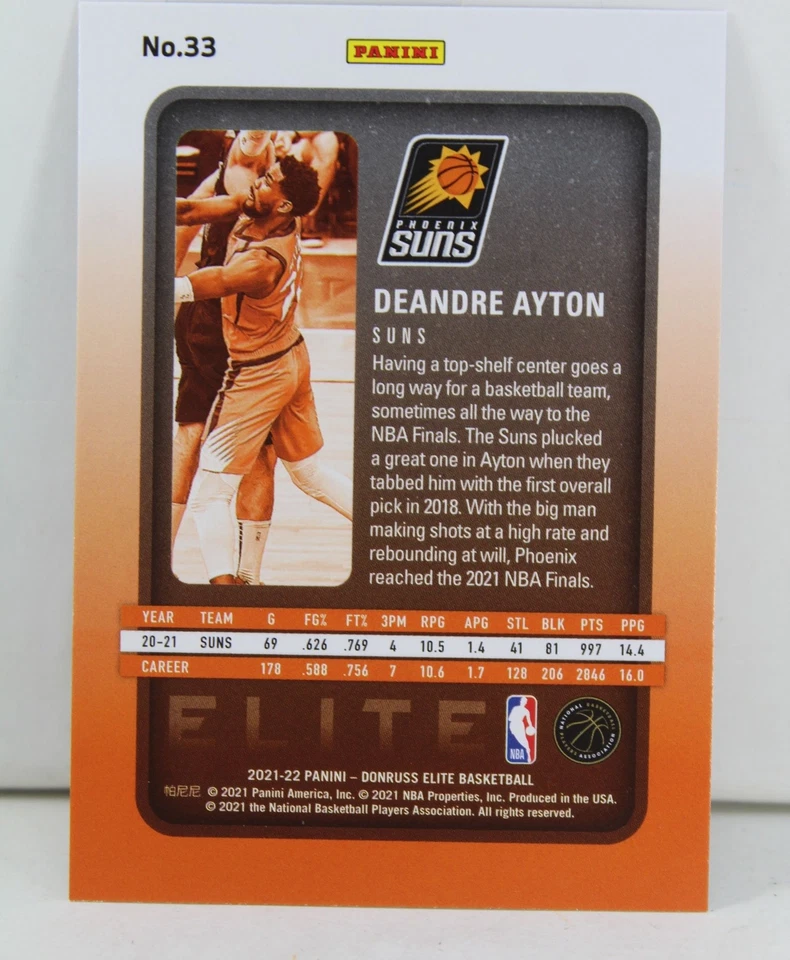 No.33
PANINI
PHOENIX
SUNS
DEANDRE AYTON
SUNS
Having a top-shelf center goes a
long way for a basketball team,
sometimes all the way to the
NBA Finals. The Suns plucked
a great one in Ayton when they
tabbed him with the first overall
pick in 2018. With the big man
making shots at a high rate and
rebounding at will, Phoenix
reached the 2021 NBA Finals.
YEAR TEAM G FG% FT% 3PM RPG APG STL BLK PTS PPG
20-21 SUNS 69 .626 .769 4 10.5 1.4 41 81 997 14.4
CAREER 178 .588 .756 7 10.6 1.7 128 206 2846 16.0
ELITE
NBA
NATIONAL BASKETBALL
PLAYERS ASSOCIATION
2021-22 PANINI – DONRUSS ELITE BASKETBALL
帕尼尼 © 2021 Panini America, Inc. © 2021 NBA Properties, Inc. Produced in the USA.
© 2021 the National Basketball Players Association. All rights reserved.